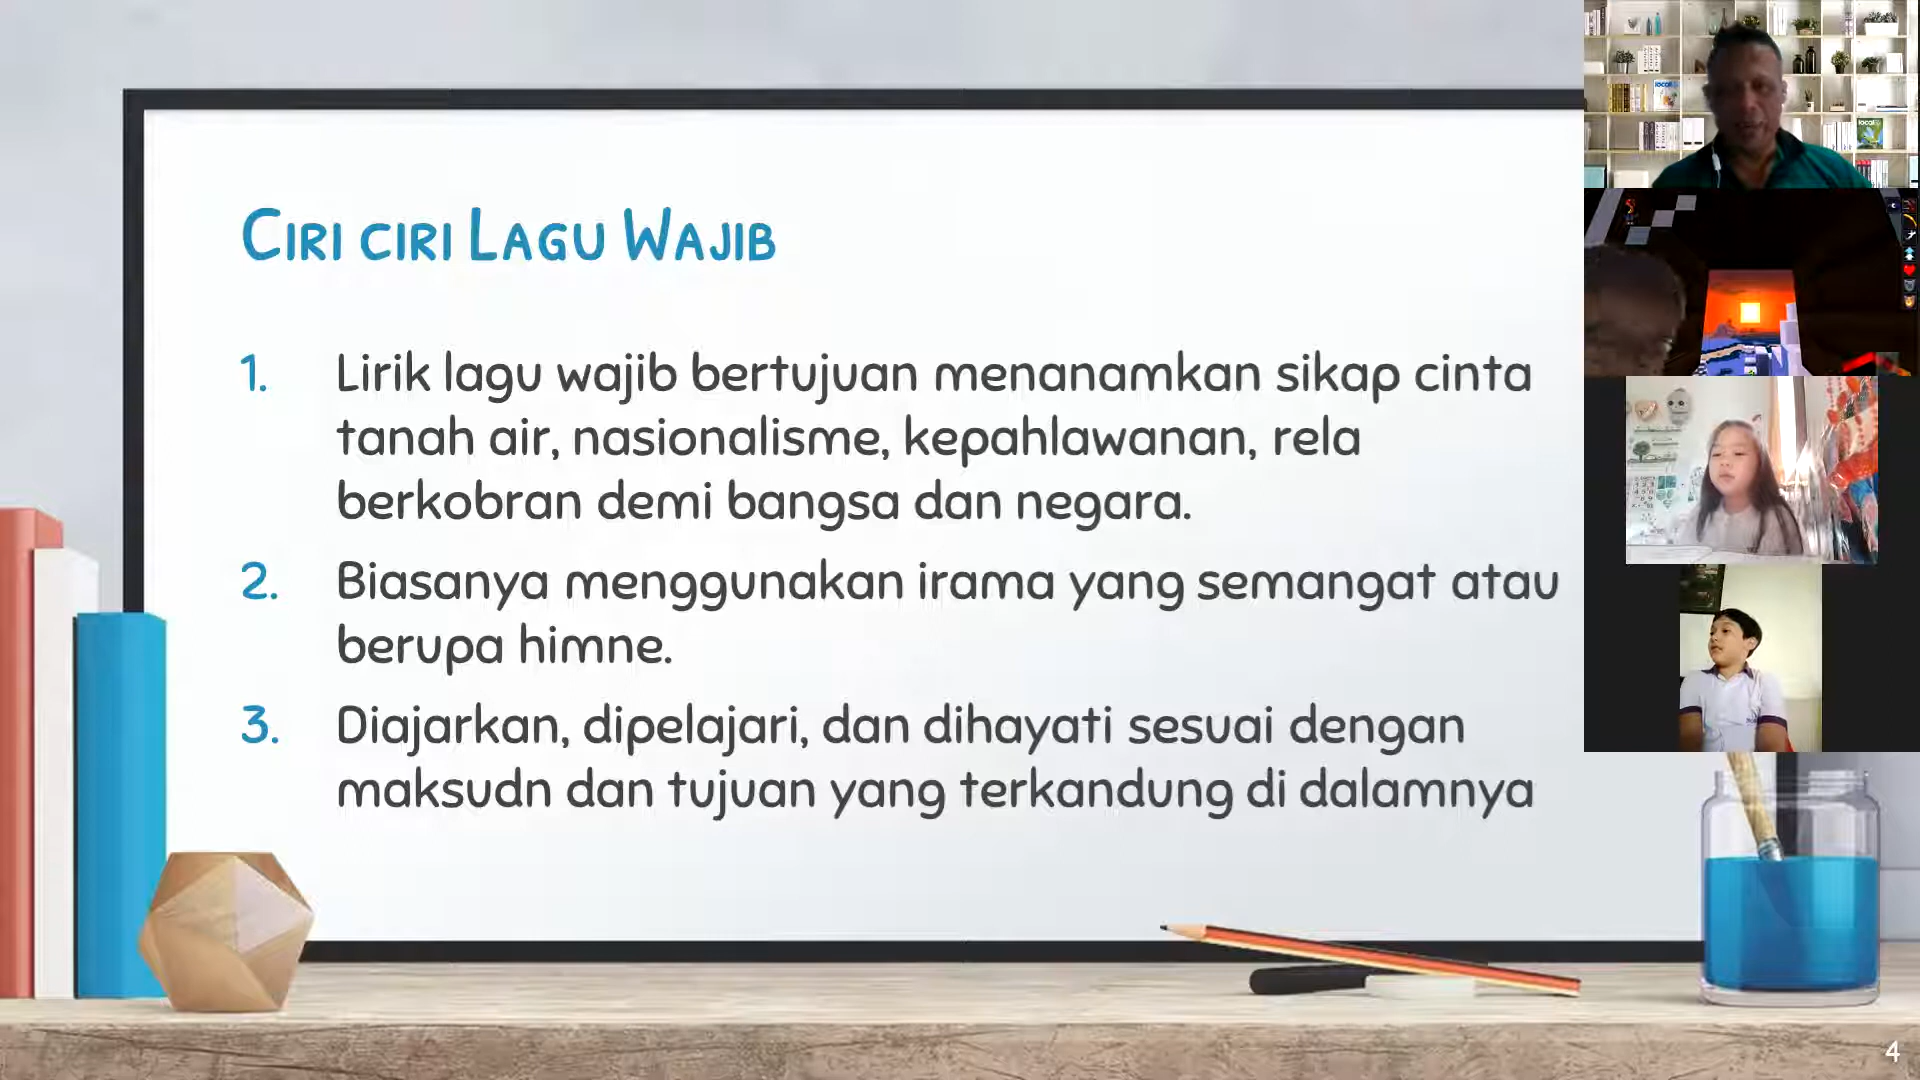 Ciri ciri Lagu Wajib
1. Lirik lagu wajib bertujuan menanamkan sikap cinta
tanah air, nasionalisme, kepahlawanan, rela
berkobran demi bangsa dan negara.
2. Biasanya menggunakan irama yang semangat atau
berupa himne.
3. Diajarkan, dipelajari, dan dihayati sesuai dengan
maksudn dan tujuan yang terkandung di dalamnya
local
local
4